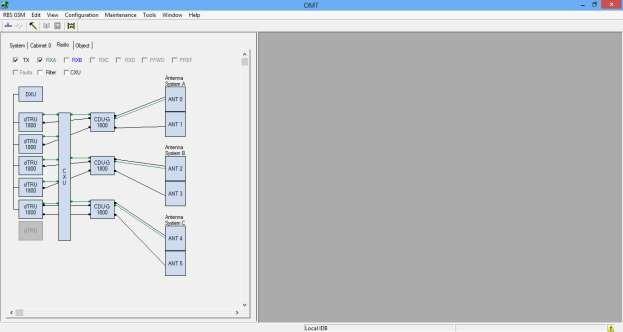 OMT
RBS GSM Edit View Configuration Maintenance Tools Window Help
System Cabinet 0 Radio Object
TX RXA RXB RXC RXD PFWD PREF
Faults Filter CXU
Antenna
System A
DXU
ANT 0
dTRU
1800
CDU-G
1800
ANT 1
dTRU
1800
Antenna
System B
dTRU
1800
CXU
CDU-G
1800
ANT 2
dTRU
1800
ANT 3
dTRU
1800
CDU-G
1800
Antenna
System C
dTRU
ANT 4
ANT 5
Local IDB